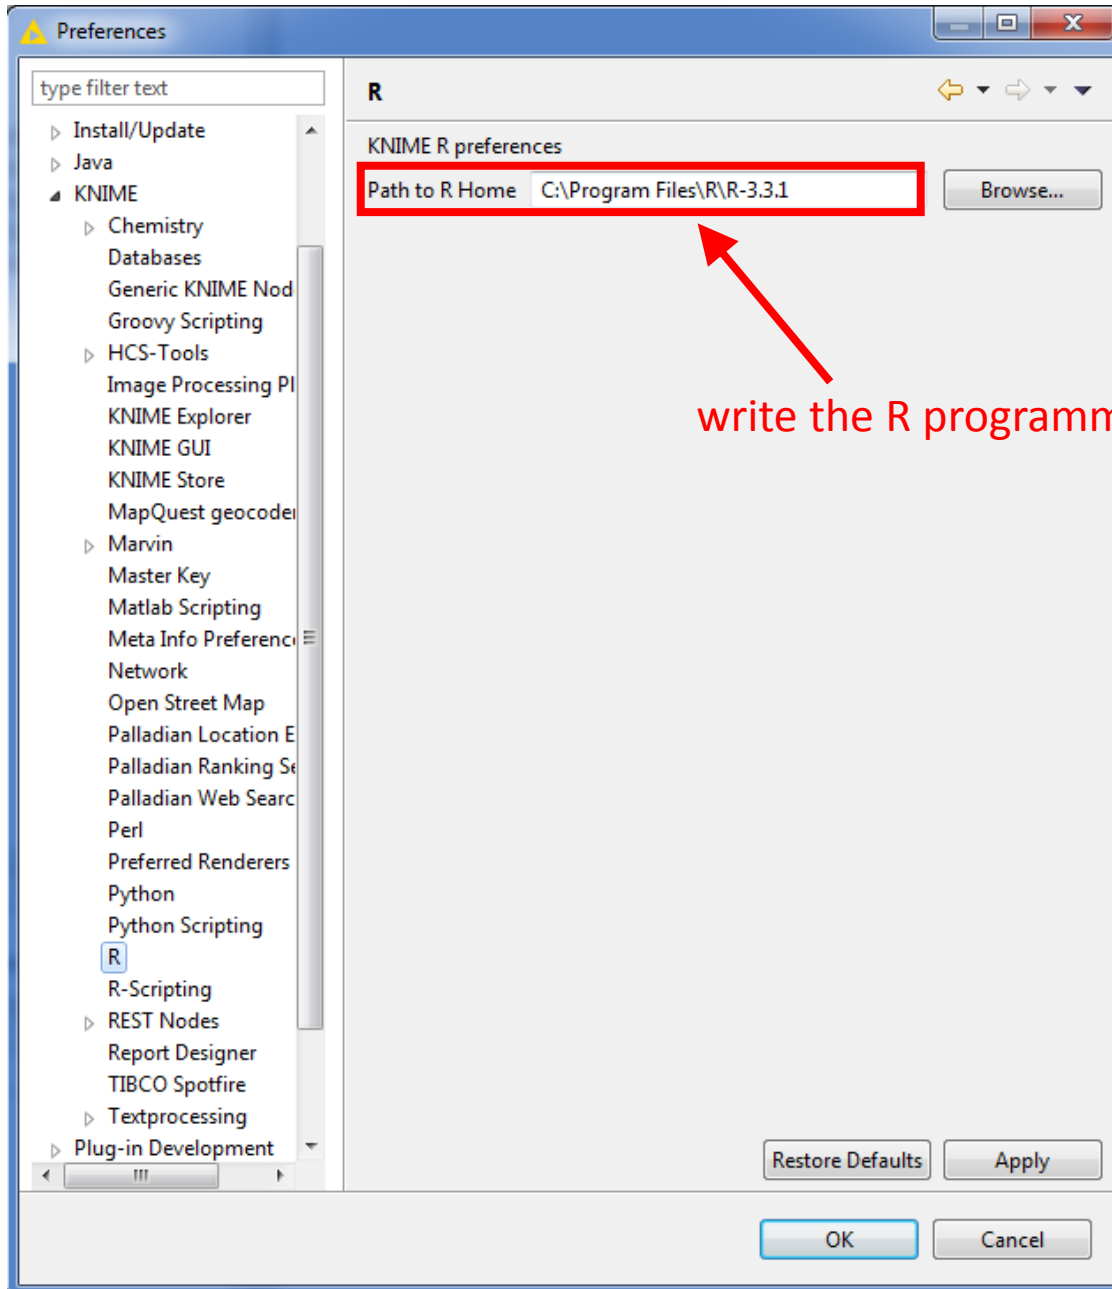 Preferences
type filter text
Install/Update
Java
KNIME
Chemistry
Databases
Generic KNIME Nod
Groovy Scripting
HCS-Tools
Image Processing Pl
KNIME Explorer
KNIME GUI
KNIME Store
MapQuest geocoder
Marvin
Master Key
Matlab Scripting
Meta Info Preferenc
Network
Open Street Map
Palladian Location E
Palladian Ranking Se
Palladian Web Searc
Perl
Preferred Renderers
Python
Python Scripting
R
R-Scripting
REST Nodes
Report Designer
TIBCO Spotfire
Textprocessing
Plug-in Development
R
KNIME R preferences
Path to R Home C:\Program Files\R\R-3.3.1 Browse...
write the R programm
Restore Defaults Apply
OK Cancel